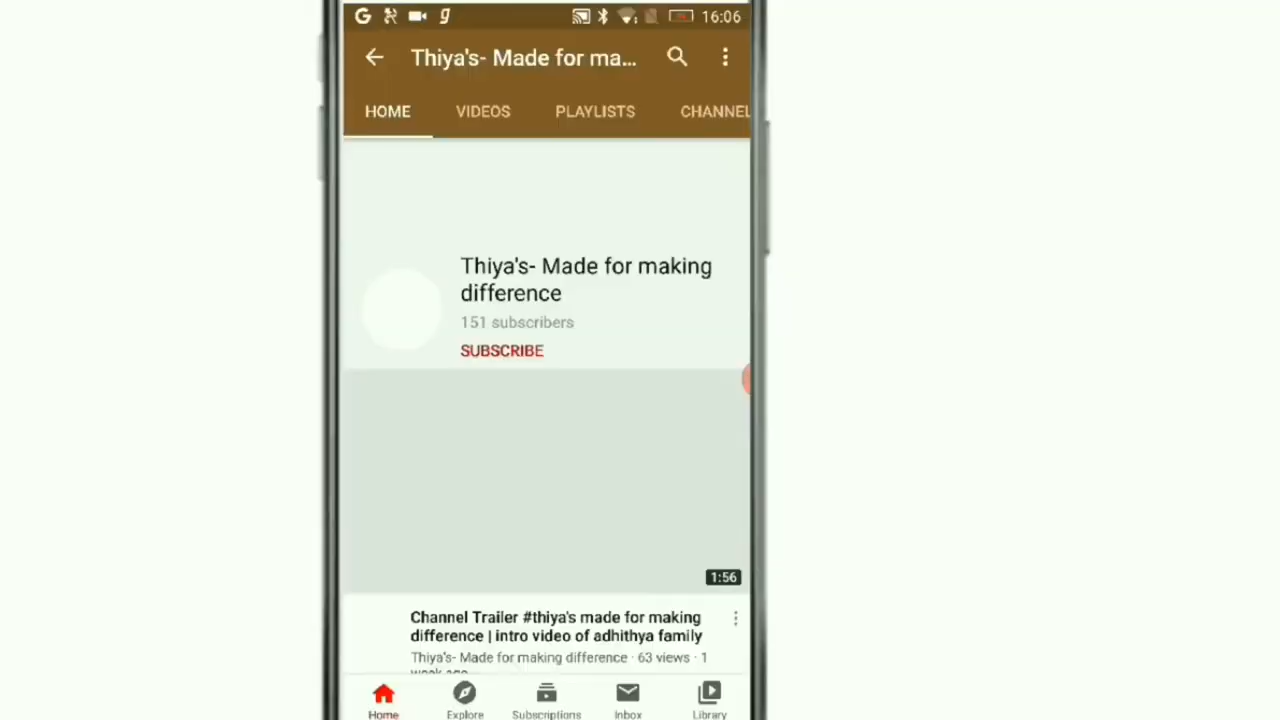 G g 16:06
Thiya's- Made for ma...
HOME VIDEOS PLAYLISTS CHANNEL
Thiya's- Made for making
difference
151 subscribers
SUBSCRIBE
1:56
Channel Trailer #thiya's made for making
difference | intro video of adhithya family
Thiya's- Made for making difference · 63 views · 1
week ago
Home Explore Subscriptions Inbox Library